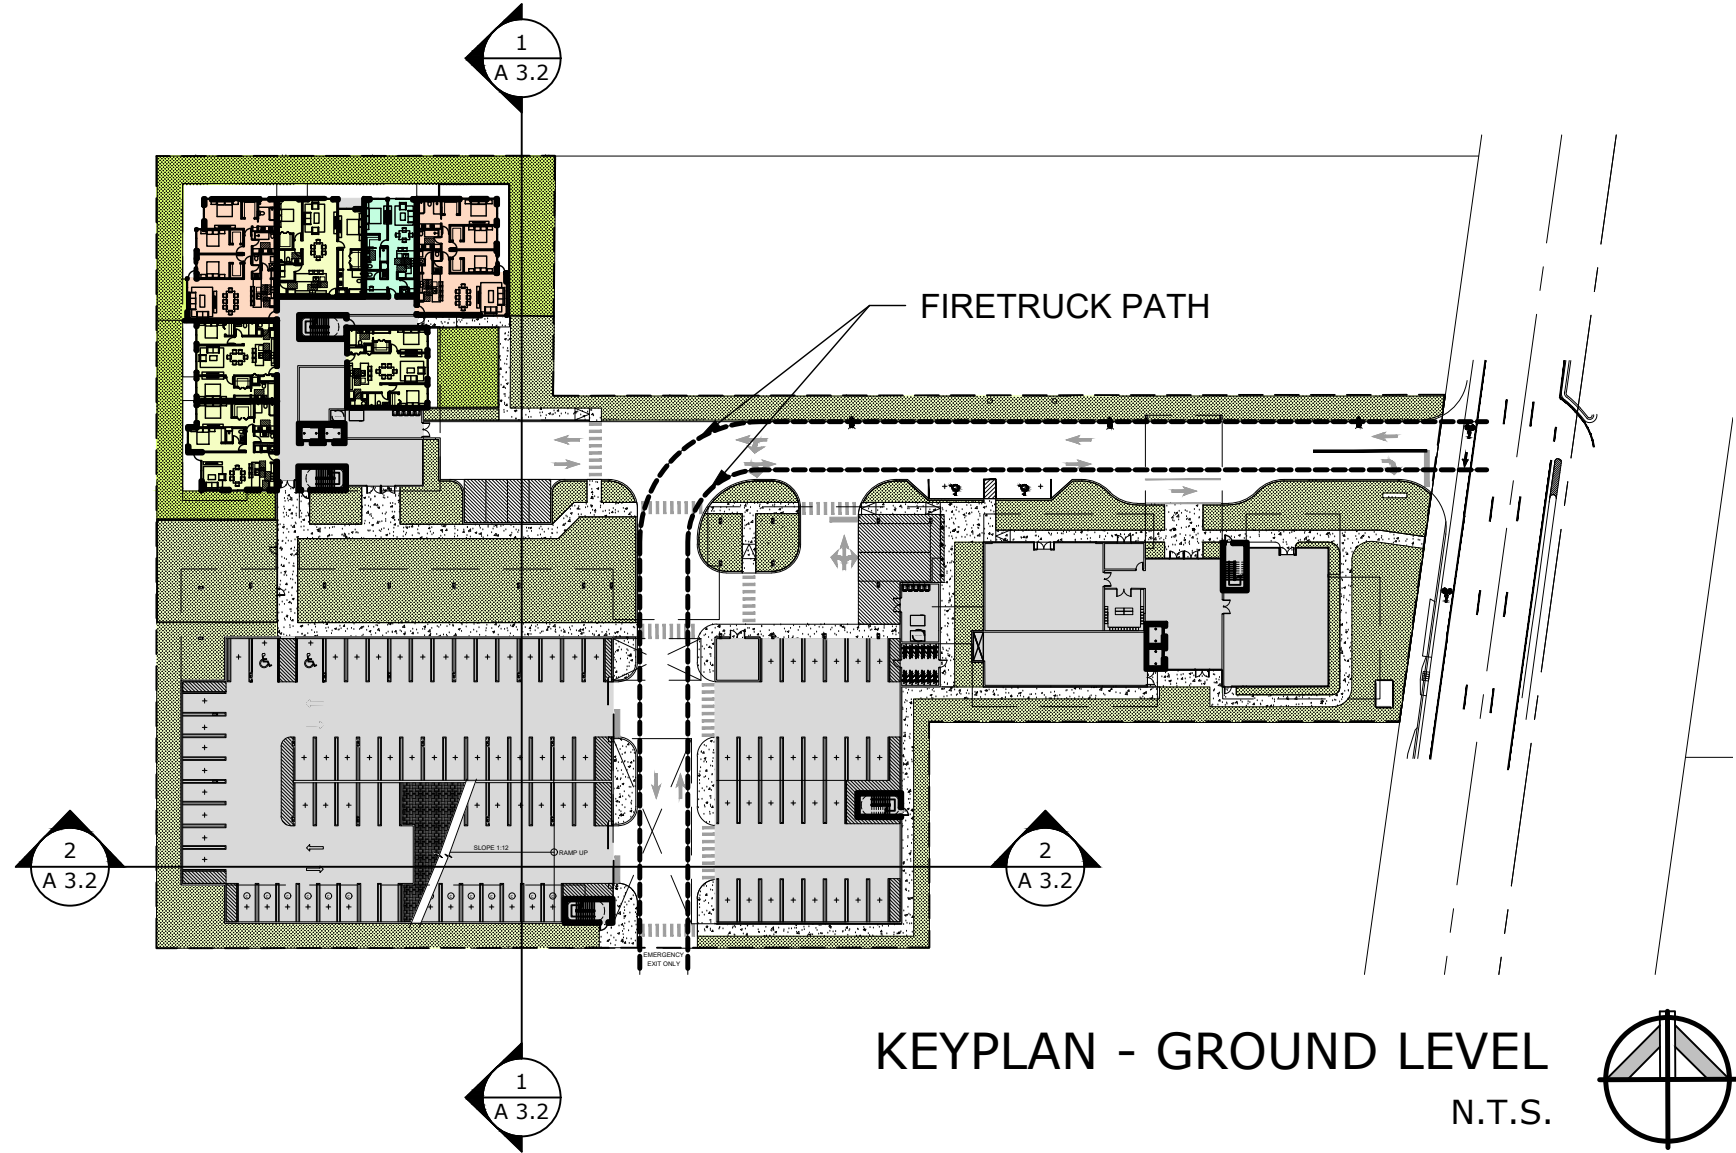 1
A 3.2
FIRETRUCK PATH
SLOPE 1:12
RAMP UP
2
A 3.2
2
A 3.2
EMERGENCY
EXIT ONLY
KEYPLAN - GROUND LEVEL
N.T.S.
1
A 3.2